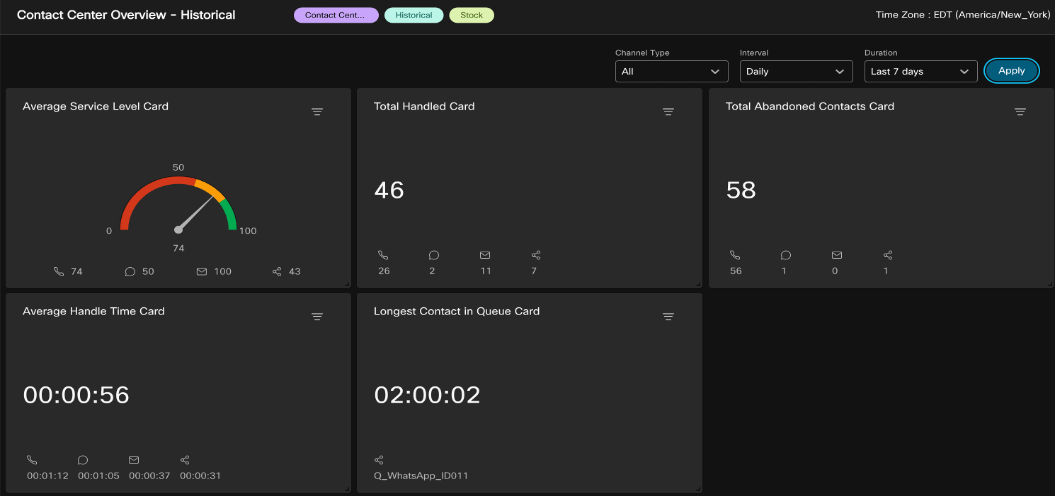 Contact Center Overview - Historical
Contact Cent...
Historical
Stock
Time Zone : EDT (America/New_York)
Channel Type
Interval
Duration
All
Daily
Last 7 days
Apply
Average Service Level Card
50
0
100
74
74
50
100
43
Total Handled Card
46
26
2
11
7
Total Abandoned Contacts Card
58
56
1
0
1
Average Handle Time Card
00:00:56
00:01:12
00:01:05
00:00:37
00:00:31
Longest Contact in Queue Card
02:00:02
Q_WhatsApp_ID011